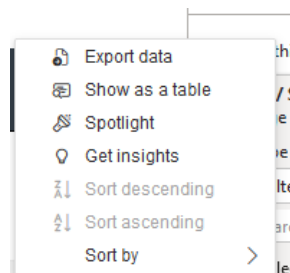 Export data
Show as a table
Spotlight
Get insights
Sort descending
Sort ascending
Sort by